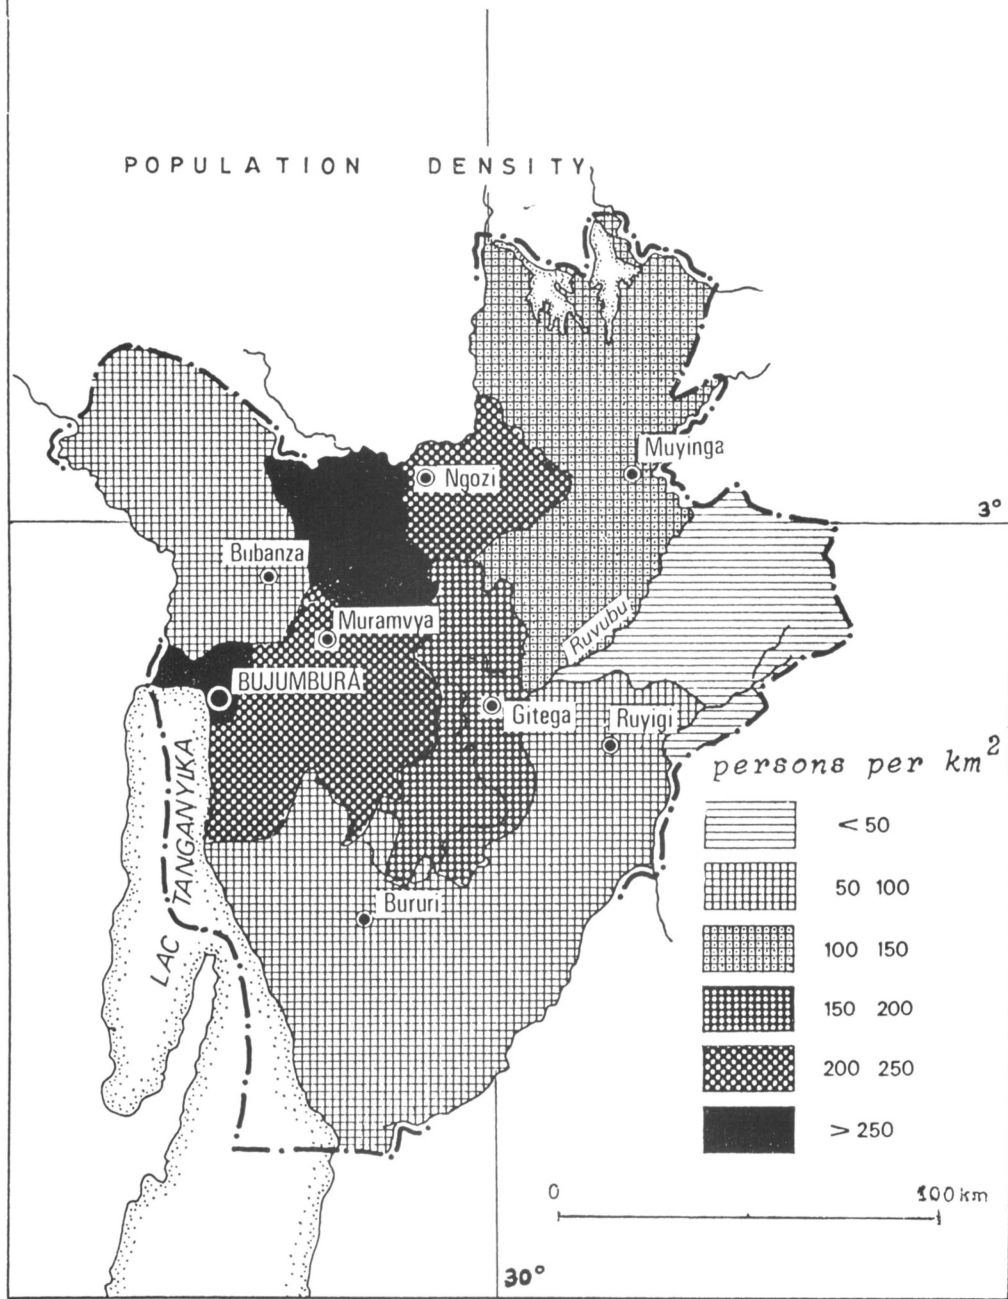 POPULATION DENSITY
Muyinga
Ngozi
3°
Bubanza
Ruvubu
Muramvya
BUJUMBURA
Gitega
Ruyigi
LAC TANGANYIKA
Bururi
persons per km²
< 50
50 100
100 150
150 200
200 250
> 250
0 100 km
30°